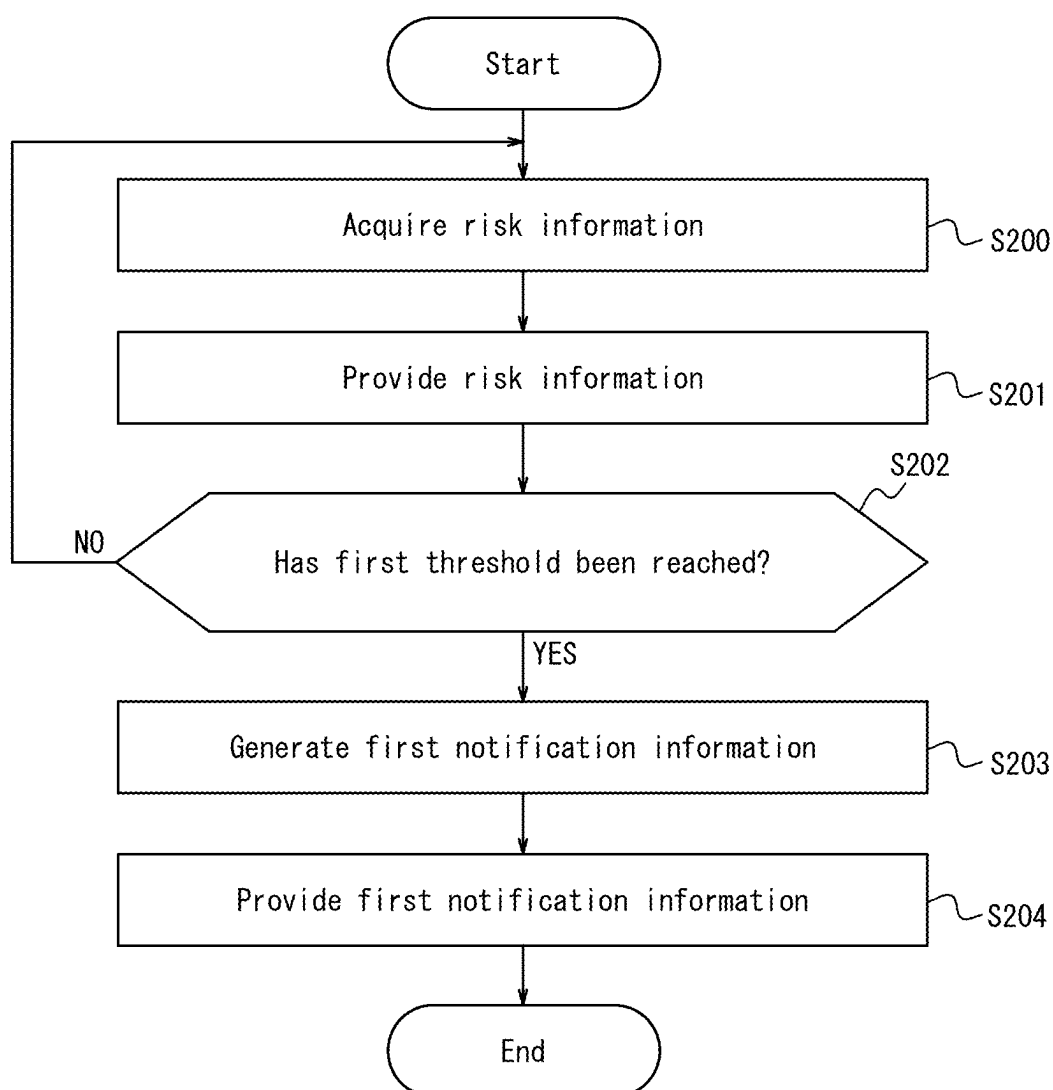 Start
Acquire risk information
S200
Provide risk information
S201
S202
NO
Has first threshold been reached?
YES
Generate first notification information
S203
Provide first notification information
S204
End